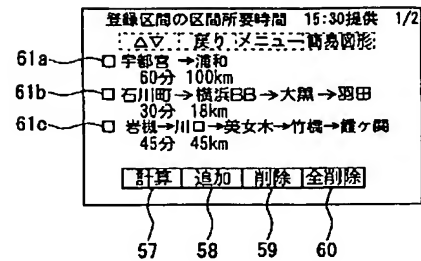 登録区間の区間所要時間 15:30提供 1/2
△▽ 戻り メニュー 簡易図形
61a □ 宇都宮→浦和
60分 100km
61b □ 石川町→横浜BB→大黒→羽田
30分 18km
61c □ 岩槻→川口→美女木→竹橋→霞ヶ関
45分 45km
計算 追加 削除 全削除
57 58 59 60